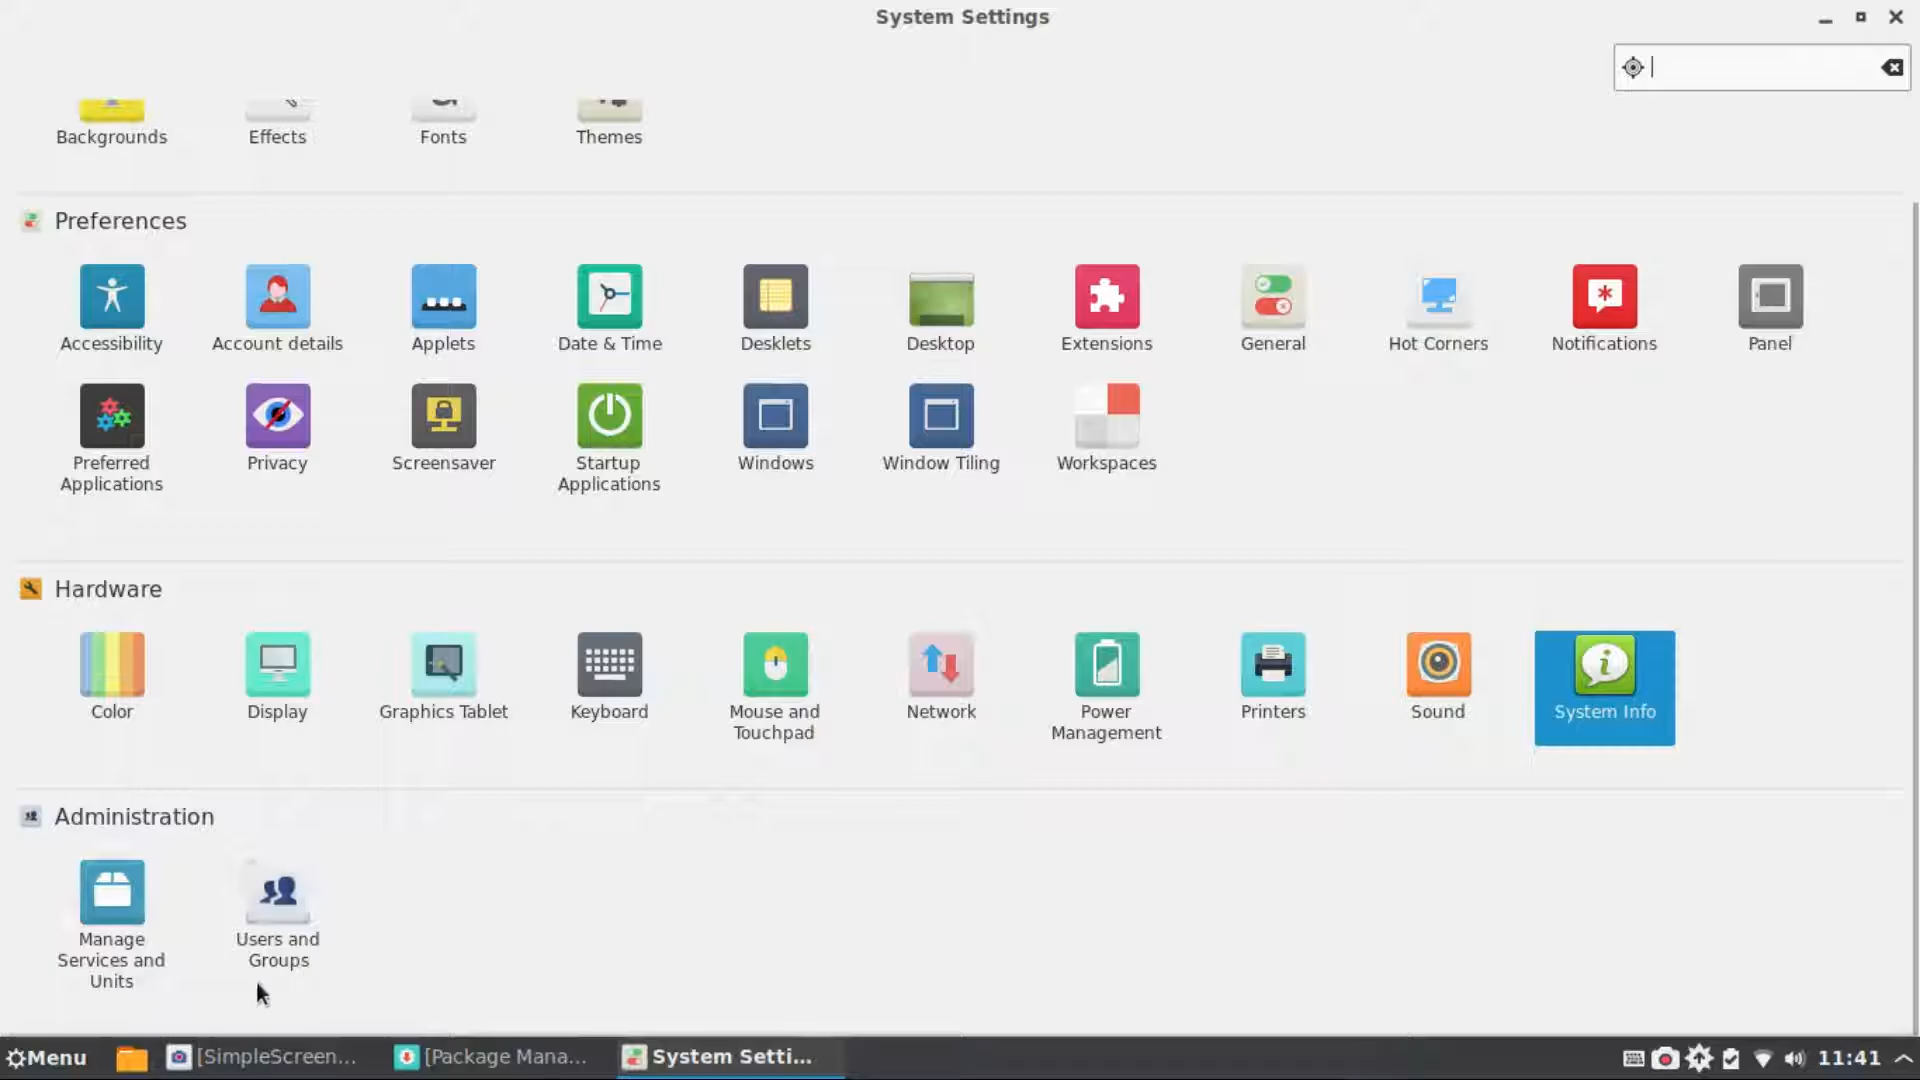 System Settings
Backgrounds Effects Fonts Themes
Preferences
Accessibility Account details Applets Date & Time Desklets Desktop Extensions General Hot Corners Notifications Panel
Preferred Applications Privacy Screensaver Startup Applications Windows Window Tiling Workspaces
Hardware
Color Display Graphics Tablet Keyboard Mouse and Touchpad Network Power Management Printers Sound System Info
Administration
Manage Services and Units Users and Groups
Menu [SimpleScreen... [Package Mana... System Setti... 11:41